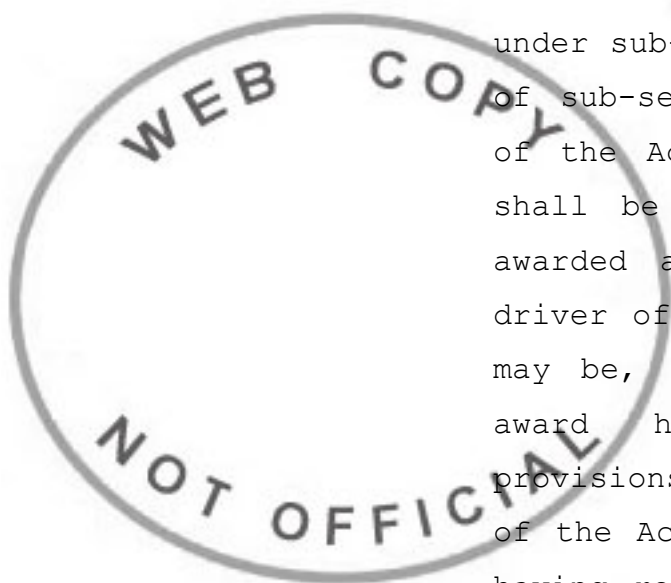 WEB COPY
under sub-
of sub-se
of the Ac
shall be
awarded a
driver of
may be,
award h
provisions
of the Ac
NOT OFFICIAL